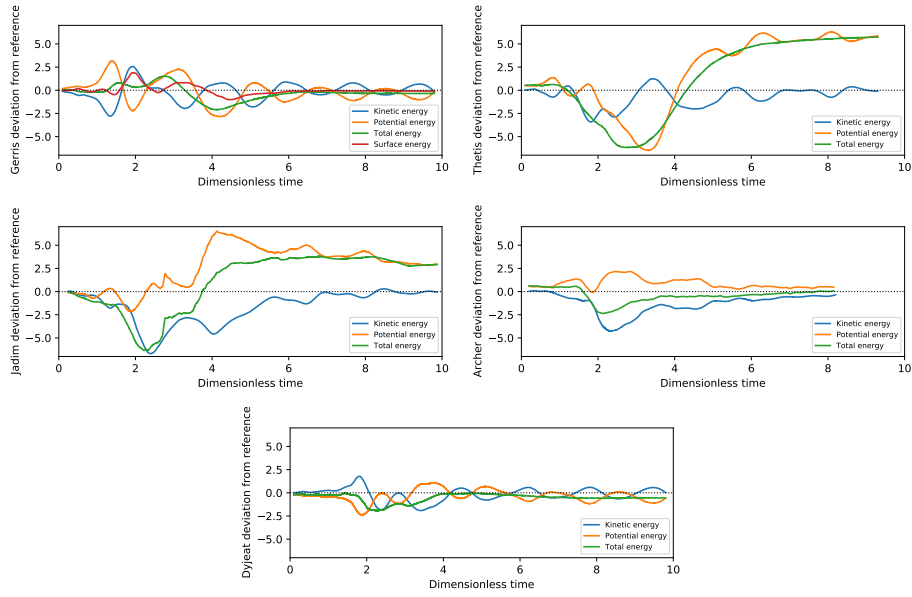 Gerris deviation from reference
5.0
2.5
0.0
−2.5
−5.0
Kinetic energy
Potential energy
Total energy
Surface energy
0 2 4 6 8 10
Dimensionless time
Thetis deviation from reference
5.0
2.5
0.0
−2.5
−5.0
Kinetic energy
Potential energy
Total energy
0 2 4 6 8 10
Dimensionless time
Jadim deviation from reference
5.0
2.5
0.0
−2.5
−5.0
Kinetic energy
Potential energy
Total energy
0 2 4 6 8 10
Dimensionless time
Archer deviation from reference
5.0
2.5
0.0
−2.5
−5.0
Kinetic energy
Potential energy
Total energy
0 2 4 6 8 10
Dimensionless time
Dyjeat deviation from reference
5.0
2.5
0.0
−2.5
−5.0
Kinetic energy
Potential energy
Total energy
0 2 4 6 8 10
Dimensionless time